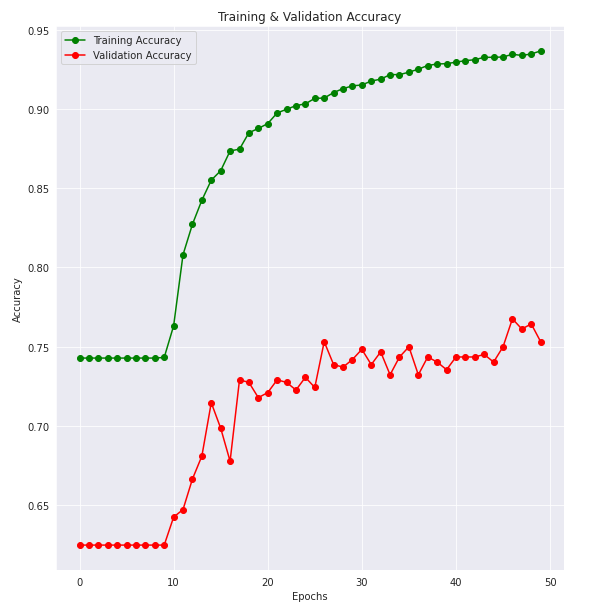 Training & Validation Accuracy
Training Accuracy
Validation Accuracy
0.95
0.90
0.85
0.80
0.75
0.70
0.65
Accuracy
0 10 20 30 40 50
Epochs